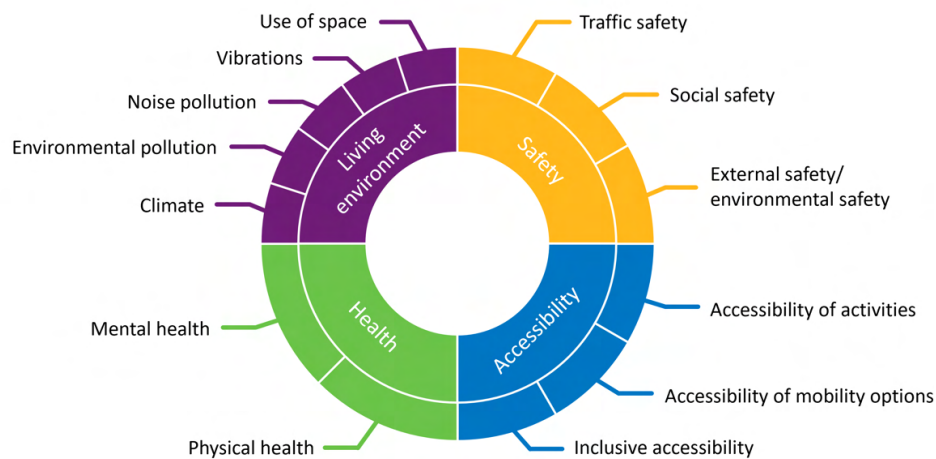 Use of space
Traffic safety
Vibrations
Social safety
Noise pollution
Living
environment
Safety
Environmental pollution
External safety/
environmental safety
Climate
Health
Accessibility
Accessibility of activities
Mental health
Accessibility of mobility options
Physical health
Inclusive accessibility